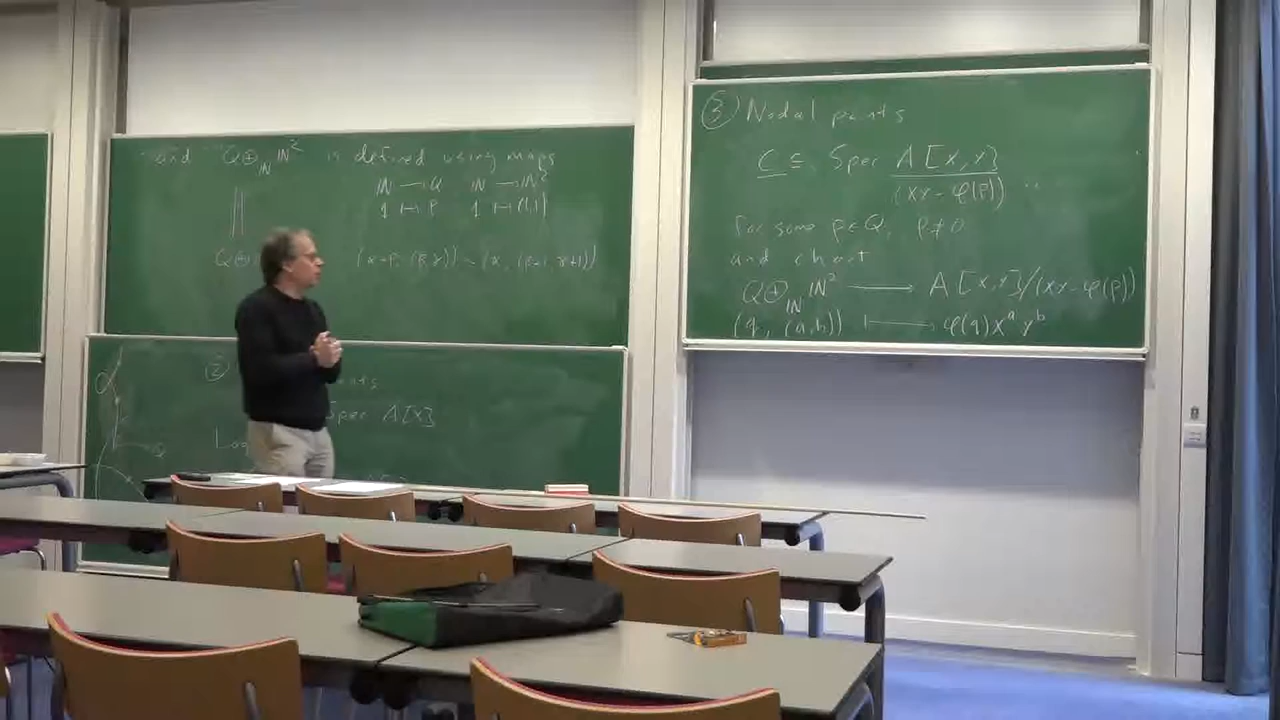 and Q⊕_ℕ ℕ² is defined using maps
ℕ → Q ℕ → ℕ²
1 ↦ ρ 1 ↦ (1,1)
(α+ρ, (β,γ)) ~ (α, (β+1, γ+1))
②
Spec A[x]
Log
③ Nodal points
C ≅ Spec A[x,y]
(xy - φ(ρ))
for some ρ∈Q, ρ≠0
and chart
Q⊕_ℕ ℕ² ⟶ A[x,y]/(xy-φ(ρ))
(q, (a,b)) ⟼ φ(q)x^a y^b